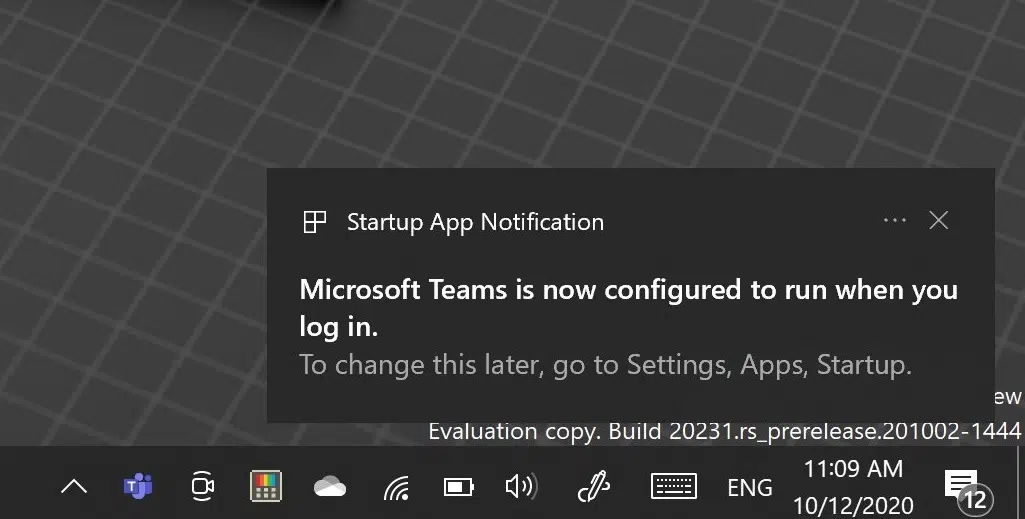 Startup App Notification
Microsoft Teams is now configured to run when you
log in.
To change this later, go to Settings, Apps, Startup.
ew
Evaluation copy. Build 20231.rs_prerelease.201002-1444
ENG
11:09 AM
10/12/2020
12